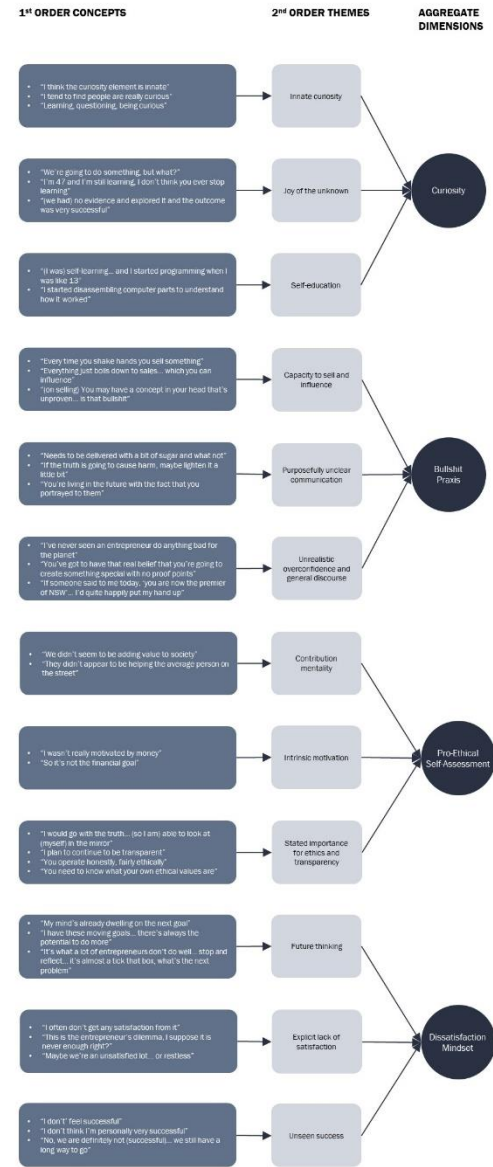 1st ORDER CONCEPTS
2nd ORDER THEMES
AGGREGATE
DIMENSIONS
• "I think the curiosity element is innate"
• "I tend to find people are really curious"
• "Learning, questioning, being curious"
Innate curiosity
• "We're going to do something, but what?"
• "I'm 47 and I'm still learning, I don't think you ever stop
learning"
• "(we had) no evidence and explored it and the outcome
was very successful"
Joy of the unknown
Curiosity
• "(I was) self-learning... and I started programming when I
was like 13"
• "I started disassembling computer parts to understand
how it worked"
Self-education
• "Every time you shake hands you sell something"
• "Everything just boils down to sales... which you can
influence"
• "(on selling) You may have a concept in your head that's
unproven... is that bullshit"
Capacity to sell and
influence
• "Needs to be delivered with a bit of sugar and what not"
• "If the truth is going to cause harm, maybe lighten it a
little bit"
• "You're living in the future with the fact that you
portrayed to them"
Purposefully unclear
communication
Bullshit
Praxis
• "I've never seen an entrepreneur do anything bad for
the planet"
• "You've got to have that real belief that you're going to
create something special with no proof points"
• "If someone said to me today, 'you are now the premier
of NSW'... I'd quite happily put my hand up"
Unrealistic
overconfidence and
general discourse
• "We didn't seem to be adding value to society"
• "They didn't appear to be helping the average person on
the street"
Contribution
mentality
• "I wasn't really motivated by money"
• "So it's not the financial goal"
Intrinsic motivation
Pro-Ethical
Self Assessment
• "I would go with the truth... (so I am) able to look at
(myself) in the mirror"
• "I plan to continue to be transparent"
• "You operate honestly, fairly ethically"
• "You need to know what your own ethical values are"
Stated importance
for ethics and
transparency
• "My mind's already dwelling on the next goal"
• "I have these moving goals... there's always the
potential to do more"
• "It's what a lot of entrepreneurs don't do well... stop and
reflect... it's almost a tick that box, what's the next
problem"
Future thinking
• "I often don't get any satisfaction from it"
• "This is the entrepreneur's dilemma, I suppose it is
never enough right?"
• "Maybe we're an unsatisfied lot... or restless"
Explicit lack of
satisfaction
Dissatisfaction
Mindset
• "I don't' feel successful"
• "I don't think I'm personally very successful"
• "No, we are definitely not (successful)... we still have a
long way to go"
Unseen success